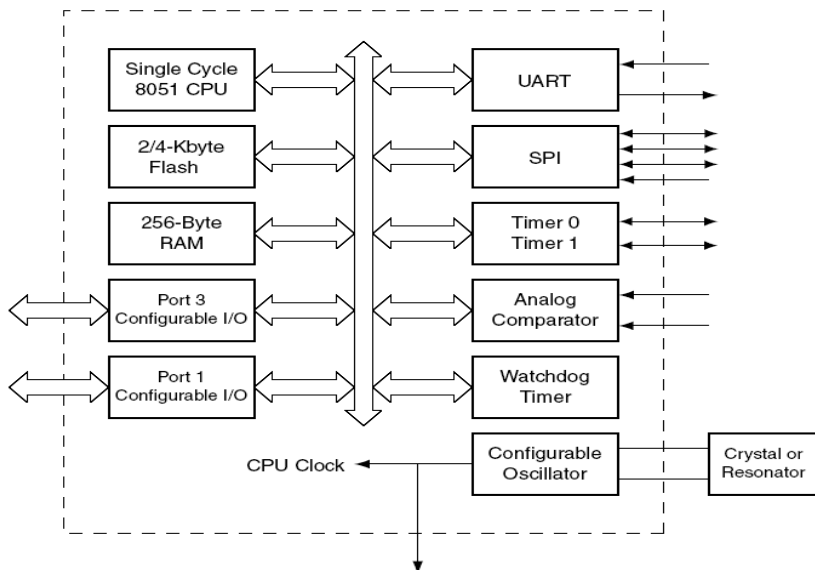 Single Cycle
8051 CPU
UART
2/4-Kbyte
Flash
SPI
256-Byte
RAM
Timer 0
Timer 1
Port 3
Configurable I/O
Analog
Comparator
Port 1
Configurable I/O
Watchdog
Timer
CPU Clock
Configurable
Oscillator
Crystal or
Resonator